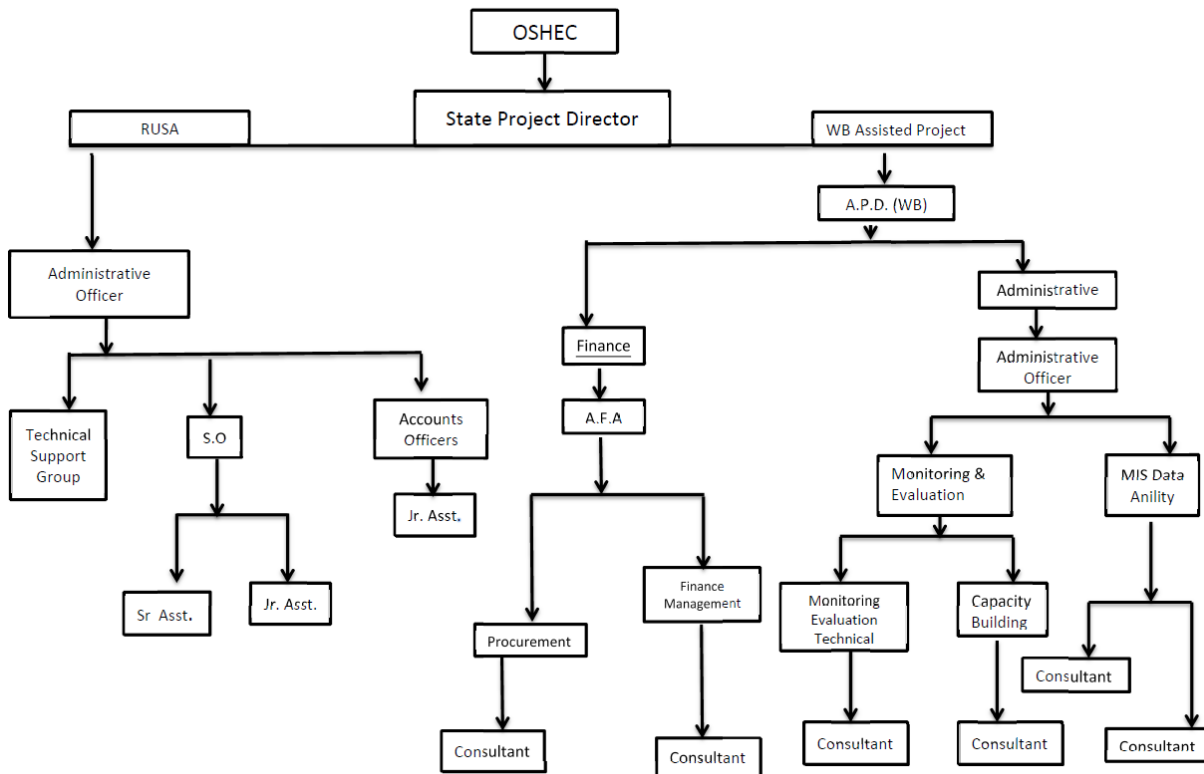 OSHEC
State Project Director
RUSA
WB Assisted Project
A.P.D. (WB)
Administrative
Officer
Administrative
Finance
Administrative
Officer
Technical
Support
Group
S.O
Accounts
Officers
A.F.A
Monitoring &
Evaluation
MIS Data
Anility
Jr. Asst.
Sr Asst.
Jr. Asst.
Procurement
Finance
Management
Monitoring
Evaluation
Technical
Capacity
Building
Consultant
Consultant
Consultant
Consultant
Consultant
Consultant